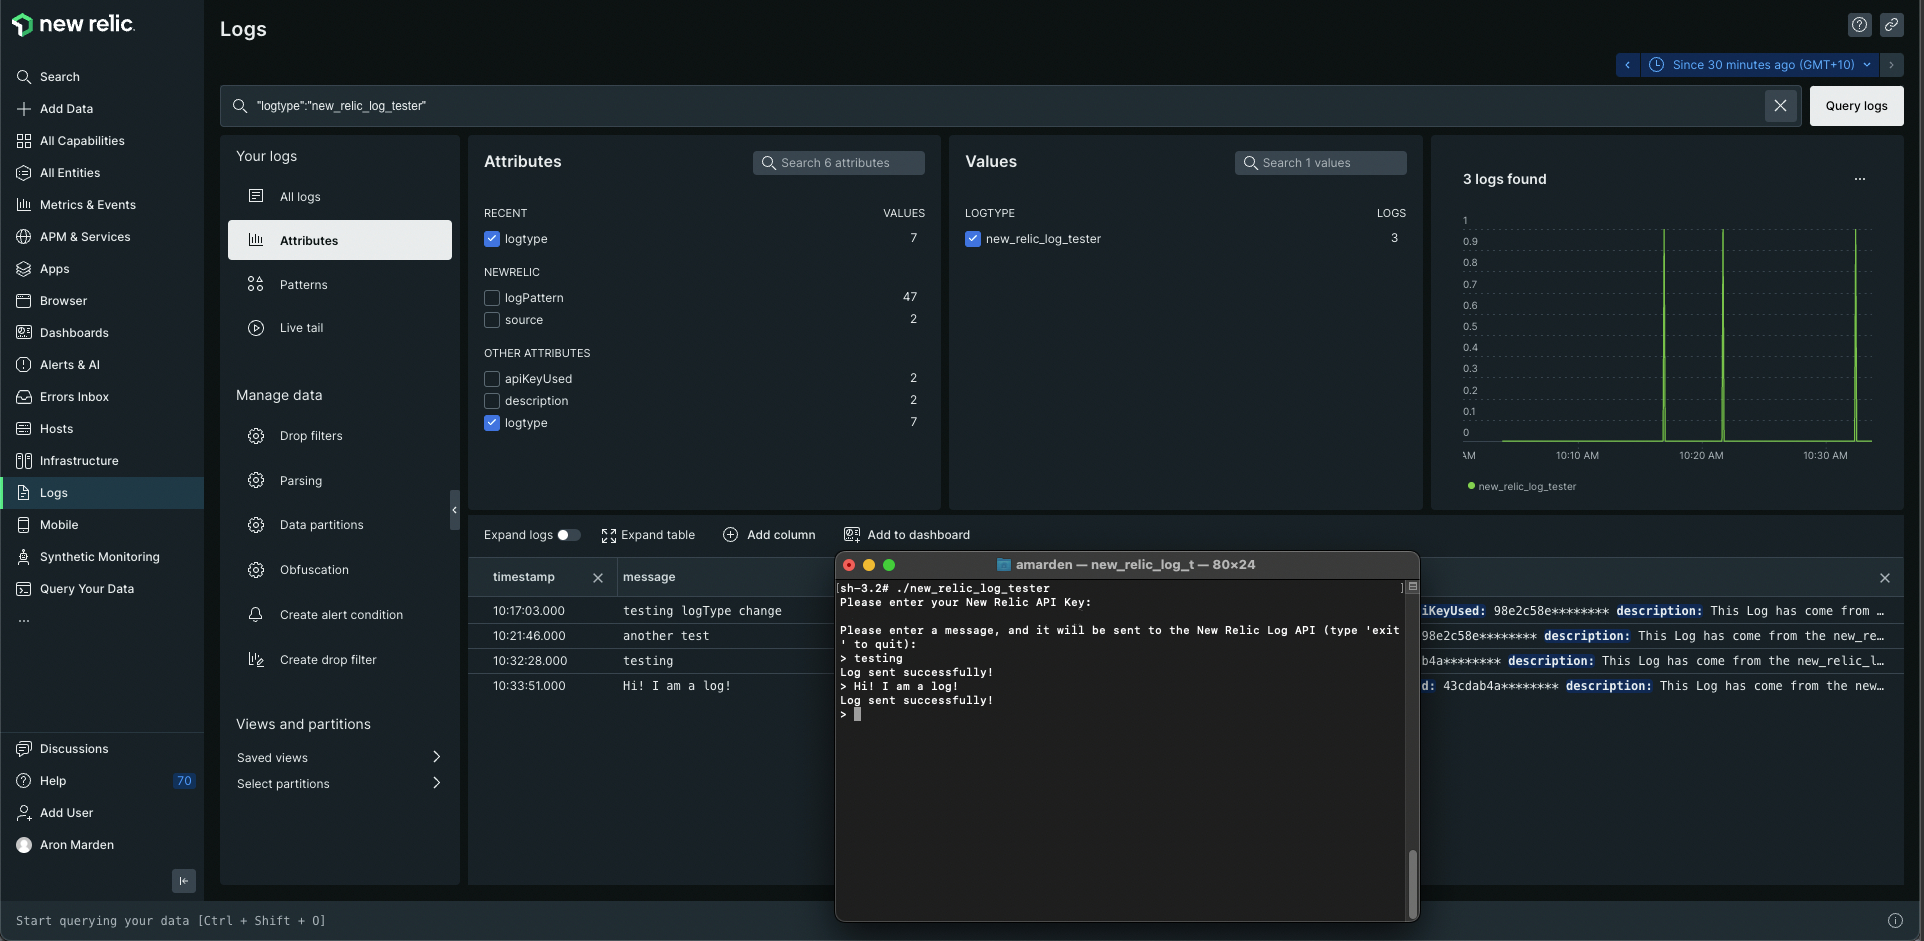 new relic.
Search
Add Data
All Capabilities
All Entities
Metrics & Events
APM & Services
Apps
Browser
Dashboards
Alerts & AI
Errors Inbox
Hosts
Infrastructure
Logs
Mobile
Synthetic Monitoring
Query Your Data
...
Discussions
Help 70
Add User
Aron Marden
Logs
Since 30 minutes ago (GMT+10)
"logtype":"new_relic_log_tester"
Query logs
Your logs
All logs
Attributes
Patterns
Live tail
Manage data
Drop filters
Parsing
Data partitions
Obfuscation
Create alert condition
Create drop filter
Views and partitions
Saved views
Select partitions
Attributes
Search 6 attributes
RECENT VALUES
logtype 7
NEWRELIC
logPattern 47
source 2
OTHER ATTRIBUTES
apiKeyUsed 2
description 2
logtype 7
Values
Search 1 values
LOGTYPE LOGS
new_relic_log_tester 3
3 logs found
...
1
0.9
0.8
0.7
0.6
0.5
0.4
0.3
0.2
0.1
0
AM 10:10 AM 10:20 AM 10:30 AM
new_relic_log_tester
Expand logs Expand table Add column Add to dashboard
timestamp message
10:17:03.000 testing logType change iKeyUsed: 98e2c58e******** description: This Log has come from …
10:21:46.000 another test 98e2c58e******** description: This Log has come from the new_re…
10:32:28.000 testing b4a******** description: This Log has come from the new_relic_l…
10:33:51.000 Hi! I am a log! d: 43cdab4a******** description: This Log has come from the new…
amarden — new_relic_log_t — 80×24
[sh-3.2# ./new_relic_log_tester ]
Please enter your New Relic API Key:
Please enter a message, and it will be sent to the New Relic Log API (type 'exit
' to quit):
> testing
Log sent successfully!
> Hi! I am a log!
Log sent successfully!
>
Start querying your data [Ctrl + Shift + O]